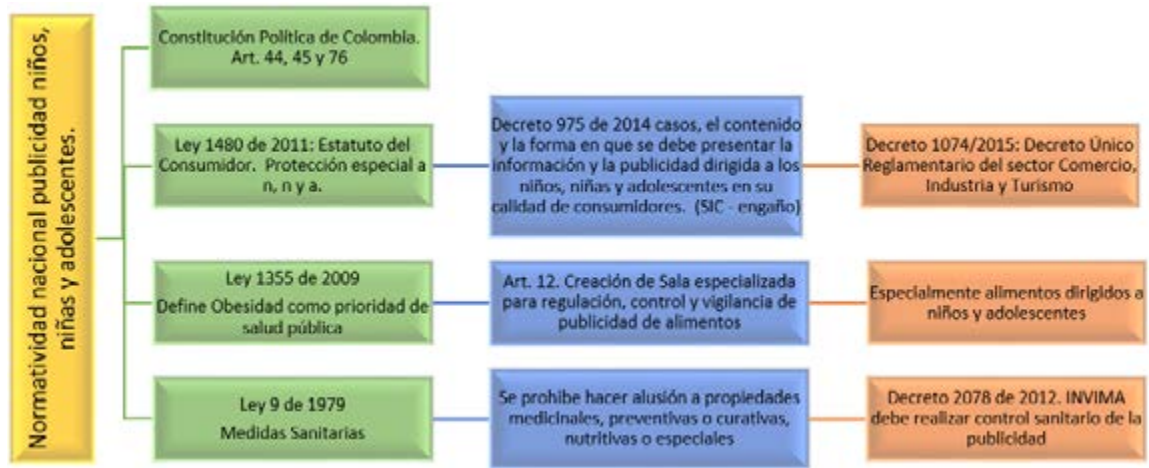 Normatividad nacional publicidad niños,
niñas y adolescentes.
Constitución Política de Colombia.
Art. 44, 45 y 76
Ley 1480 de 2011: Estatuto del
Consumidor. Protección especial a
n, n y a.
Decreto 975 de 2014 casos, el contenido
y la forma en que se debe presentar la
información y la publicidad dirigida a los
niños, niñas y adolescentes en su
calidad de consumidores. (SIC - engaño)
Decreto 1074/2015: Decreto Único
Reglamentario del sector Comercio,
Industria y Turismo
Ley 1355 de 2009
Define Obesidad como prioridad de
salud pública
Art. 12. Creación de Sala especializada
para regulación, control y vigilancia de
publicidad de alimentos
Especialmente alimentos dirigidos a
niños y adolescentes
Ley 9 de 1979
Medidas Sanitarias
Se prohibe hacer alusión a propiedades
medicinales, preventivas o curativas,
nutritivas o especiales
Decreto 2078 de 2012. INVIMA
debe realizar control sanitario de la
publicidad